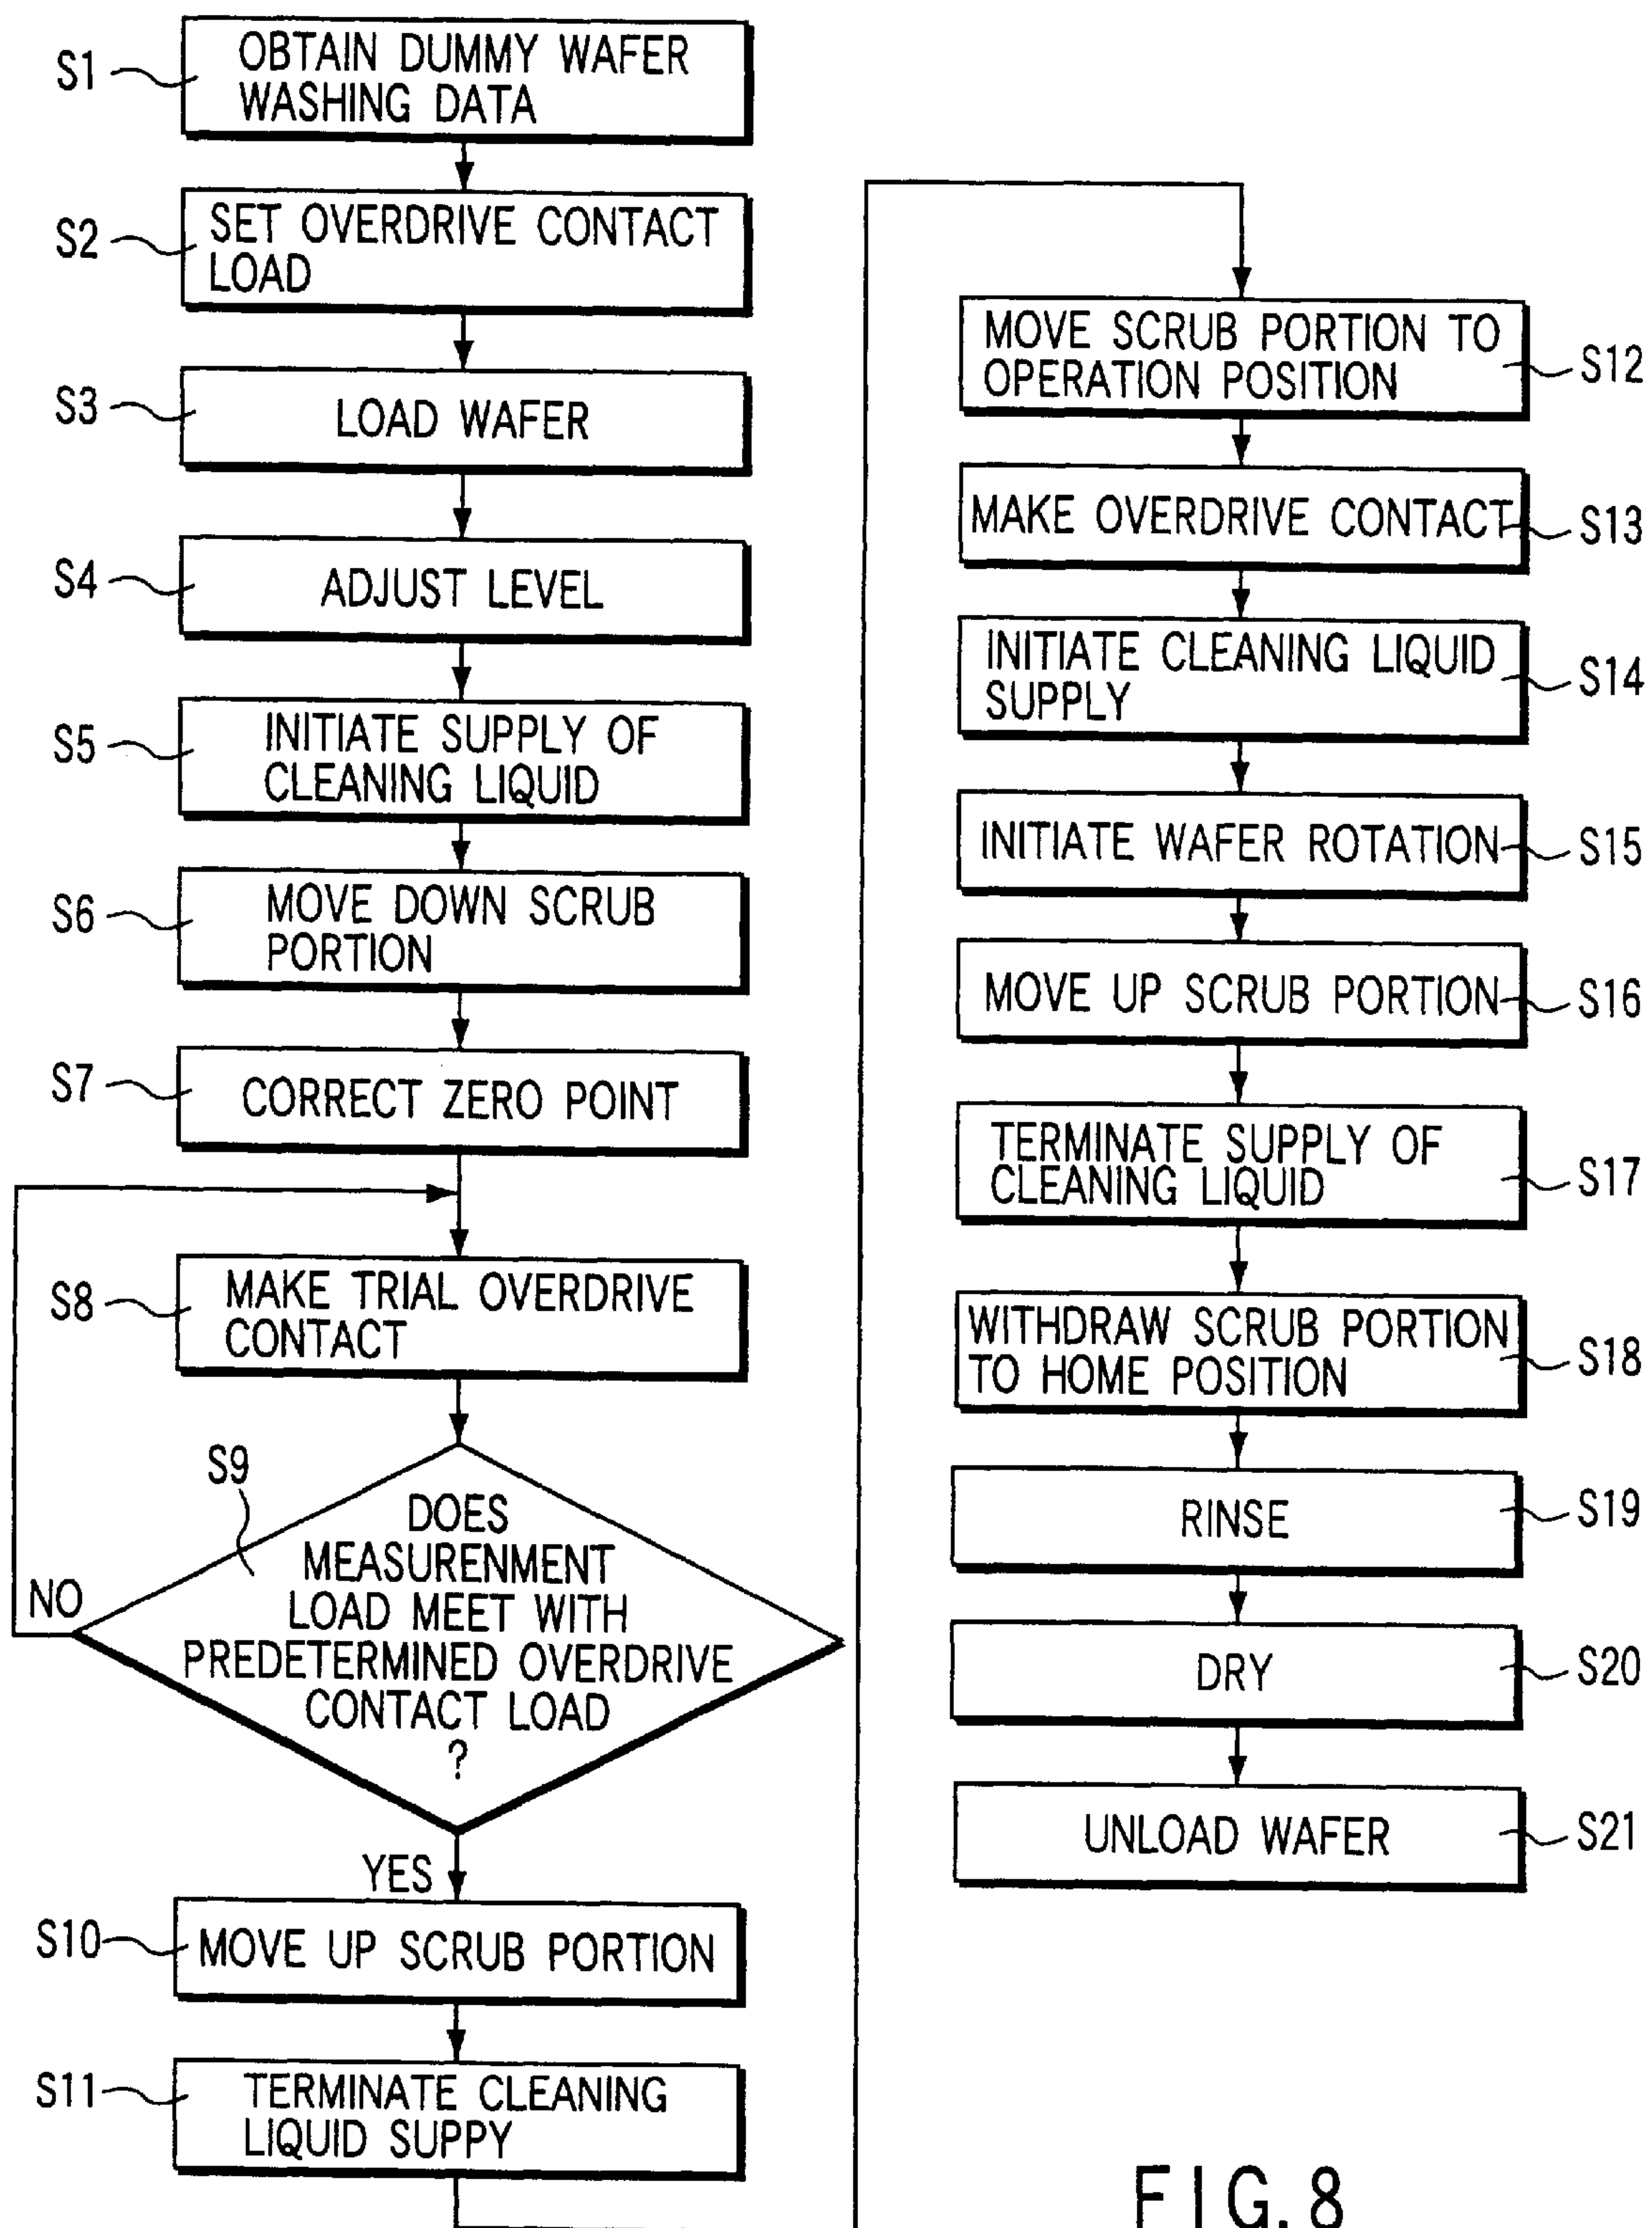 S1
OBTAIN DUMMY WAFER
WASHING DATA
S2
SET OVERDRIVE CONTACT
LOAD
S3
LOAD WAFER
S4
ADJUST LEVEL
S5
INITIATE SUPPLY OF
CLEANING LIQUID
S6
MOVE DOWN SCRUB
PORTION
S7
CORRECT ZERO POINT
S8
MAKE TRIAL OVERDRIVE
CONTACT
S9
DOES
MEASURENMENT
LOAD MEET WITH
PREDETERMINED OVERDRIVE
CONTACT LOAD
?
NO
YES
S10
MOVE UP SCRUB PORTION
S11
TERMINATE CLEANING
LIQUID SUPPY
MOVE SCRUB PORTION TO
OPERATION POSITION
S12
MAKE OVERDRIVE CONTACT
S13
INITIATE CLEANING LIQUID
SUPPLY
S14
INITIATE WAFER ROTATION
S15
MOVE UP SCRUB PORTION
S16
TERMINATE SUPPLY OF
CLEANING LIQUID
S17
WITHDRAW SCRUB PORTION
TO HOME POSITION
S18
RINSE
S19
DRY
S20
UNLOAD WAFER
S21
FIG. 8